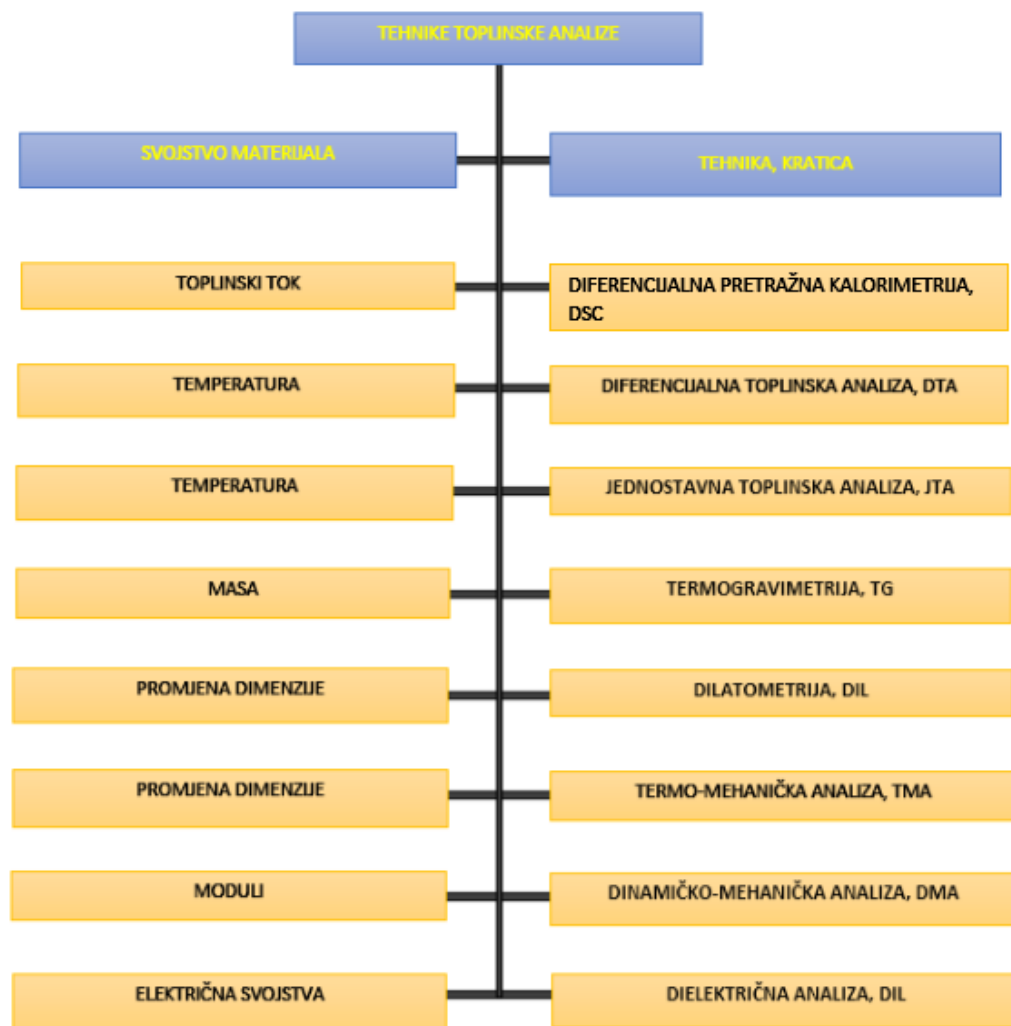 TEHNIKE TOPLINSKE ANALIZE
SVOJSTVO MATERIJALA
TEHNIKA, KRATICA
TOPLINSKI TOK
DIFERENCIJALNA PRETRAŽNA KALORIMETRIJA,
DSC
TEMPERATURA
DIFERENCIJALNA TOPLINSKA ANALIZA, DTA
TEMPERATURA
JEDNOSTAVNA TOPLINSKA ANALIZA, JTA
MASA
TERMOGRAVIMETRIJA, TG
PROMJENA DIMENZIJE
DILATOMETRIJA, DIL
PROMJENA DIMENZIJE
TERMO-MEHANIČKA ANALIZA, TMA
MODULI
DINAMIČKO-MEHANIČKA ANALIZA, DMA
ELEKTRIČNA SVOJSTVA
DIELEKTRIČNA ANALIZA, DIL